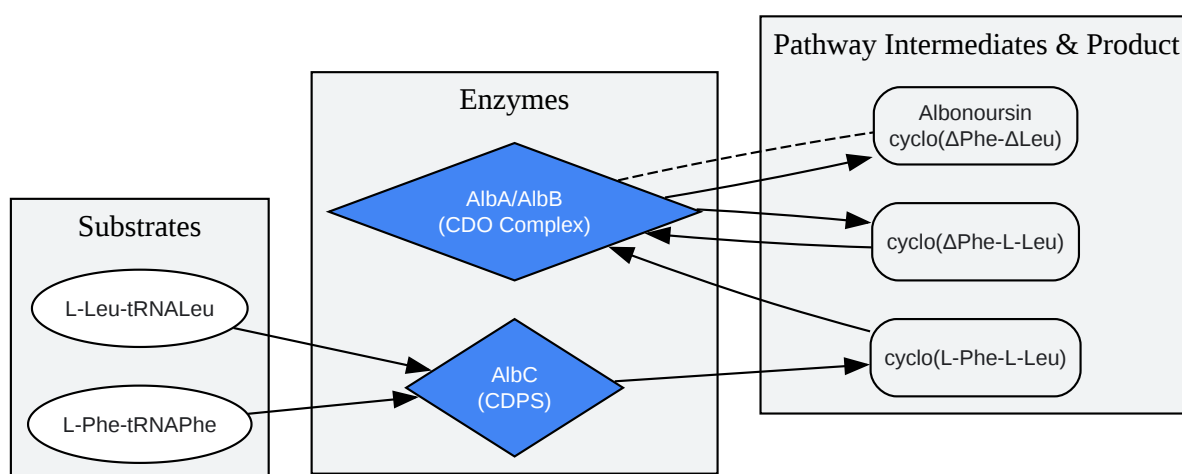 Substrates
L-Leu-tRNALeu
L-Phe-tRNAPhe
Enzymes
AlbA/AlbB
(CDO Complex)
AlbC
(CDPS)
Pathway Intermediates & Product
Albonoursin
cyclo(ΔPhe-ΔLeu)
cyclo(ΔPhe-L-Leu)
cyclo(L-Phe-L-Leu)